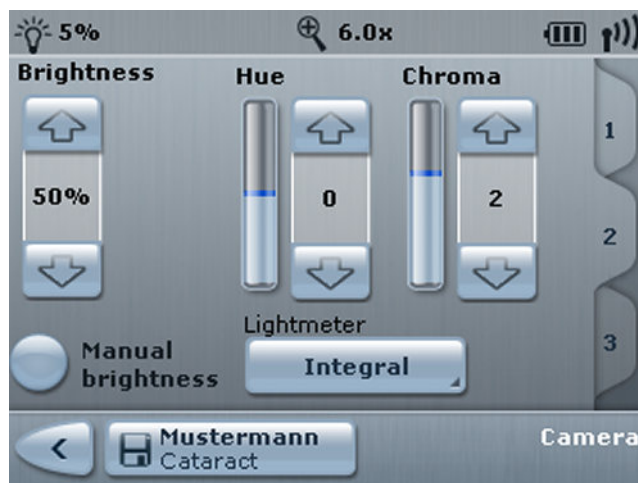 5%
6.0x
Brightness
Hue
Chroma
50%
0
2
1
2
3
Lightmeter
Manual
brightness
Integral
Mustermann
Cataract
Camera